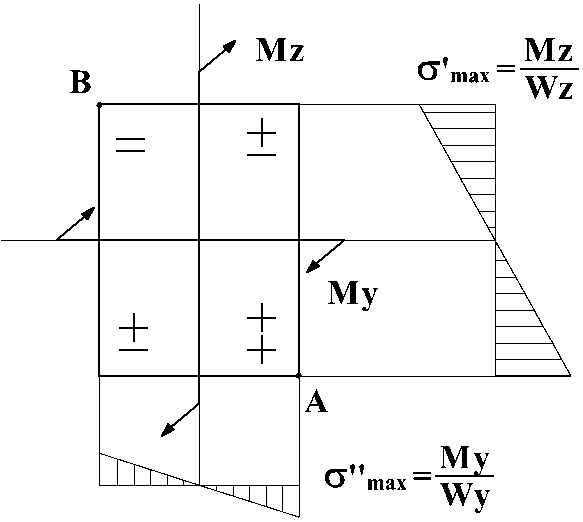 Mz
B
σ'max = Mz/Wz
= + −
My
+ − + +
A
σ''max = My/Wy